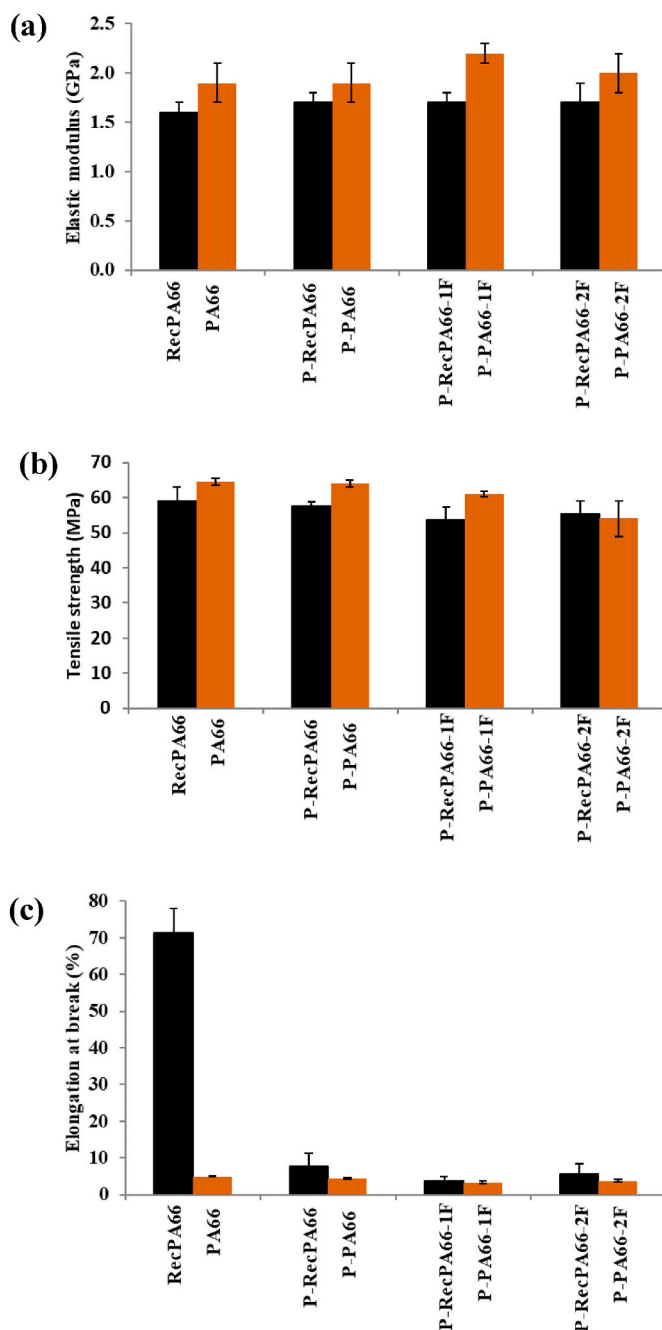 (a)
Elastic modulus (GPa)
2.5
2.0
1.5
1.0
0.5
0.0
RecPA66
PA66
P-RecPA66
P-PA66
P-RecPA66-1F
P-PA66-1F
P-RecPA66-2F
P-PA66-2F
(b)
Tensile strength (MPa)
70
60
50
40
30
20
10
0
RecPA66
PA66
P-RecPA66
P-PA66
P-RecPA66-1F
P-PA66-1F
P-RecPA66-2F
P-PA66-2F
(c)
Elongation at break (%)
80
70
60
50
40
30
20
10
0
RecPA66
PA66
P-RecPA66
P-PA66
P-RecPA66-1F
P-PA66-1F
P-RecPA66-2F
P-PA66-2F